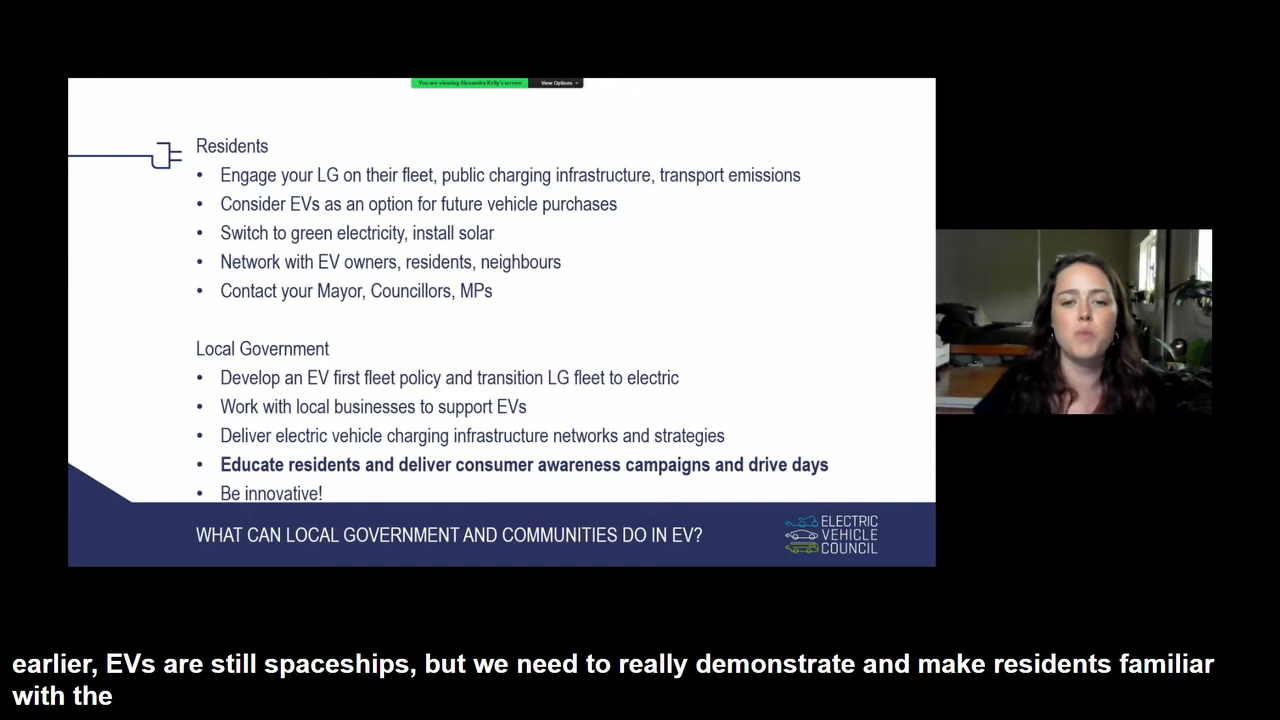 You are viewing Alexandra Kelly's screen View Options
Residents
• Engage your LG on their fleet, public charging infrastructure, transport emissions
• Consider EVs as an option for future vehicle purchases
• Switch to green electricity, install solar
• Network with EV owners, residents, neighbours
• Contact your Mayor, Councillors, MPs
Local Government
• Develop an EV first fleet policy and transition LG fleet to electric
• Work with local businesses to support EVs
• Deliver electric vehicle charging infrastructure networks and strategies
• Educate residents and deliver consumer awareness campaigns and drive days
• Be innovative!
WHAT CAN LOCAL GOVERNMENT AND COMMUNITIES DO IN EV?
ELECTRIC
VEHICLE
COUNCIL
earlier, EVs are still spaceships, but we need to really demonstrate and make residents familiar
with the